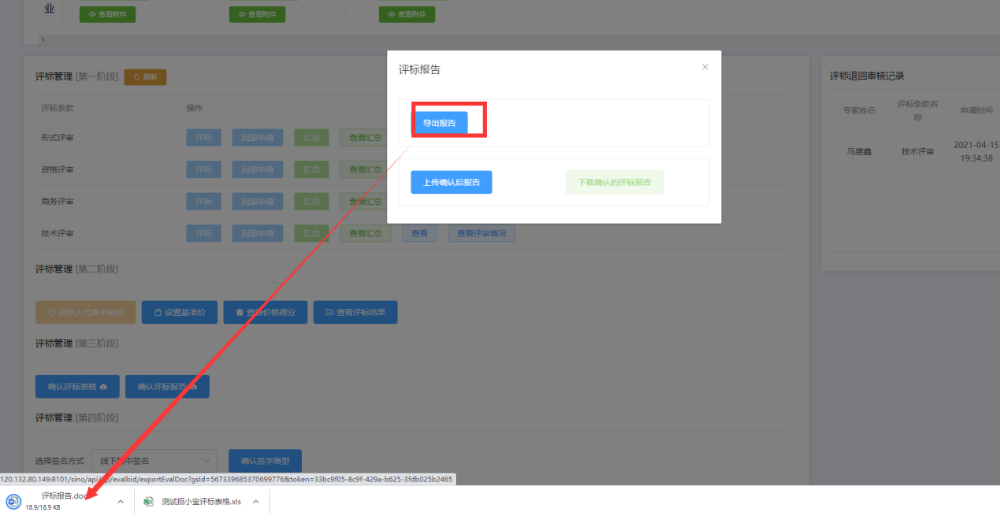 业
查看附件 查看附件 查看附件
评标管理 [第一阶段] 刷新
评标条款 操作
形式评审 评标 回退申请 汇总 查看汇总
资格评审 评标 回退申请 汇总 查看汇总
商务评审 评标 回退申请 汇总 查看汇总
技术评审 评标 回退申请 汇总 查看汇总 查看 查看评审情况
评标报告 ×
导出报告
上传确认后报告 下载确认的评标报告
评标退回审核记录
专家姓名 评标条款名称 申请时间
马惠鑫 技术评审 2021-04-15 19:34:38
评标管理 [第二阶段]
招标人代表未核价 设置基准价 查看价格得分 查看评标结果
评标管理 [第三阶段]
确认评标表格 确认评标报告
评标管理 [第四阶段]
选择签名方式 线下集中签名 确认签字类型
120.132.80.149:8101/sino/api/ /evalbid/exportEvalDoc?gsId=567339685370699776&token=33bc9f05-8c9f-429a-b625-3fdb025b2465
评标报告.doc
18.9/18.9 KB
测试招小宝评标表格.xls